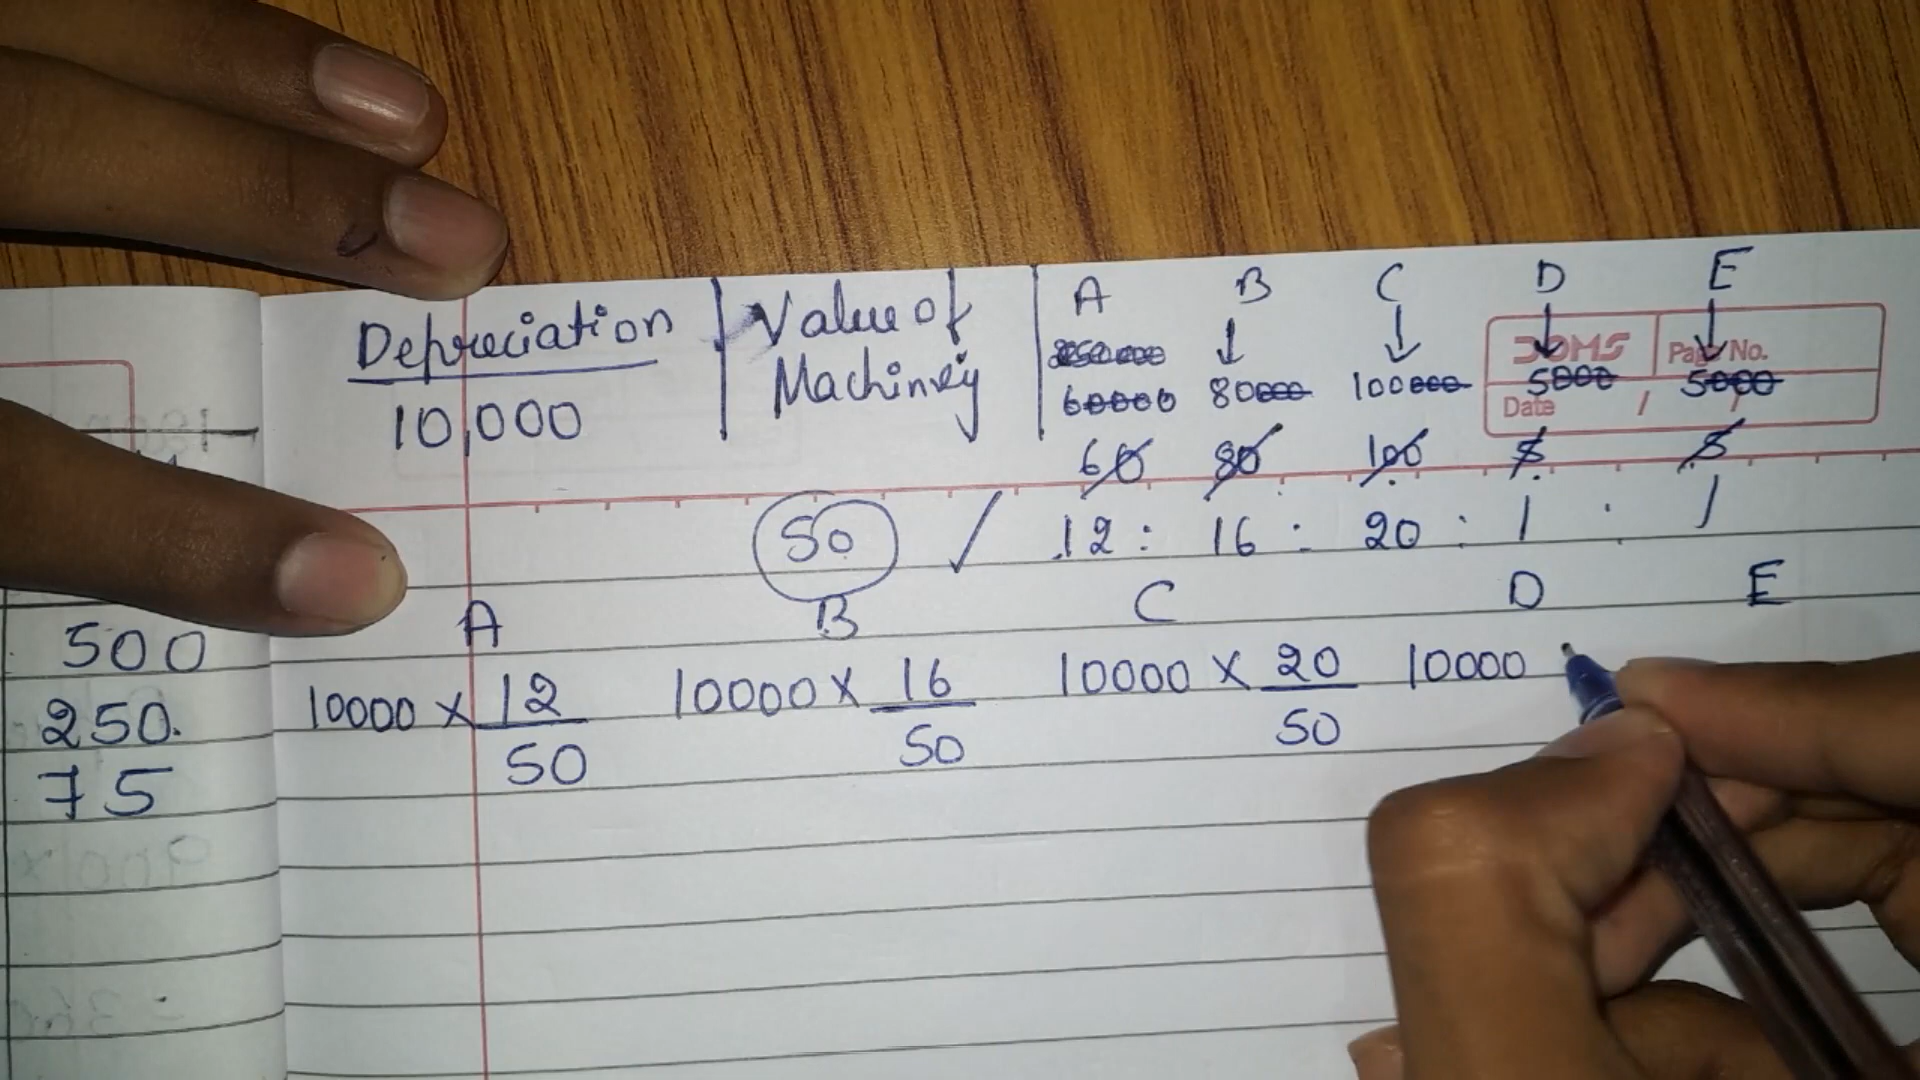 A B C D E
Depreciation Value of
Machinery
60000 80000 100000 5000 5000
DOMS Page No.
Date / /
10,000
60 80 100 5 5
50 12 : 16 : 20 : 1 : 1
A B C D E
10000 × 12/50 10000 × 16/50 10000 × 20/50 10000
500
250.
75